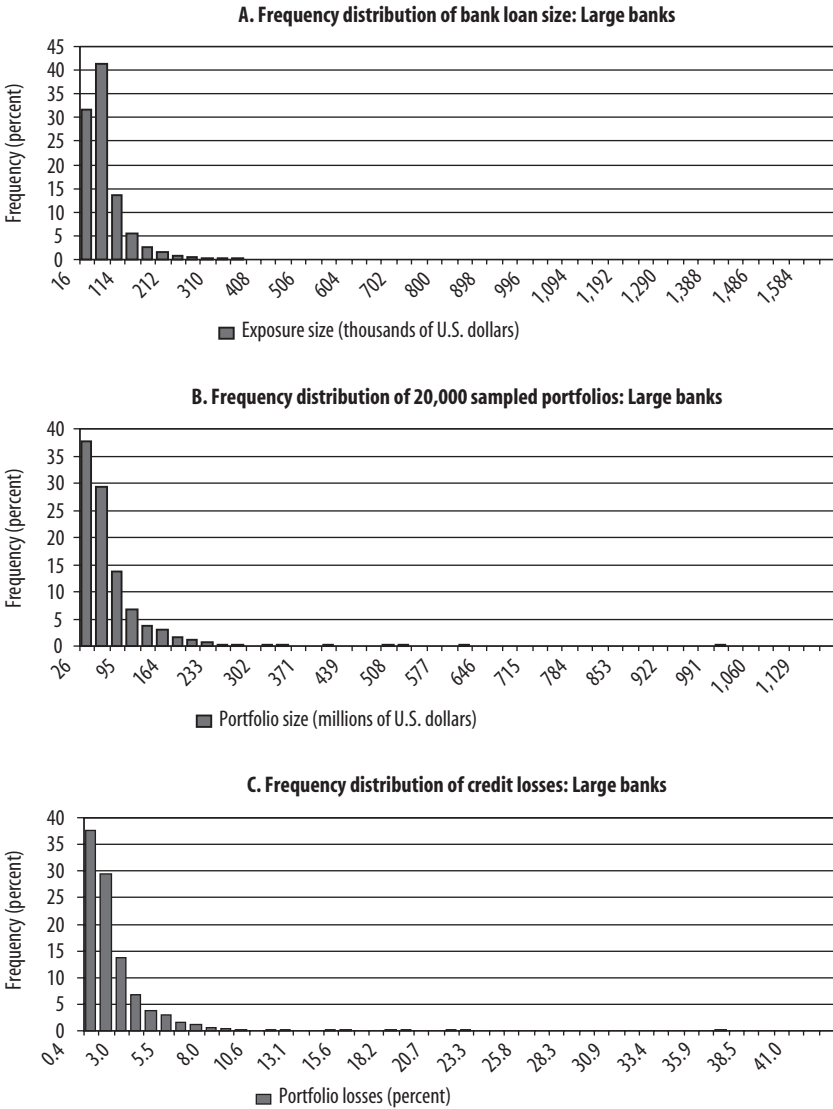 A. Frequency distribution of bank loan size: Large banks
Frequency (percent)
45
40
35
30
25
20
15
10
5
0
16 114 212 310 408 506 604 702 800 898 996 1,094 1,192 1,290 1,388 1,486 1,584
Exposure size (thousands of U.S. dollars)
B. Frequency distribution of 20,000 sampled portfolios: Large banks
Frequency (percent)
40
35
30
25
20
15
10
5
0
26 95 164 233 302 371 439 508 577 646 715 784 853 922 991 1,060 1,129
Portfolio size (millions of U.S. dollars)
C. Frequency distribution of credit losses: Large banks
Frequency (percent)
40
35
30
25
20
15
10
5
0
0.4 3.0 5.5 8.0 10.6 13.1 15.6 18.2 20.7 23.3 25.8 28.3 30.9 33.4 35.9 38.5 41.0
Portfolio losses (percent)